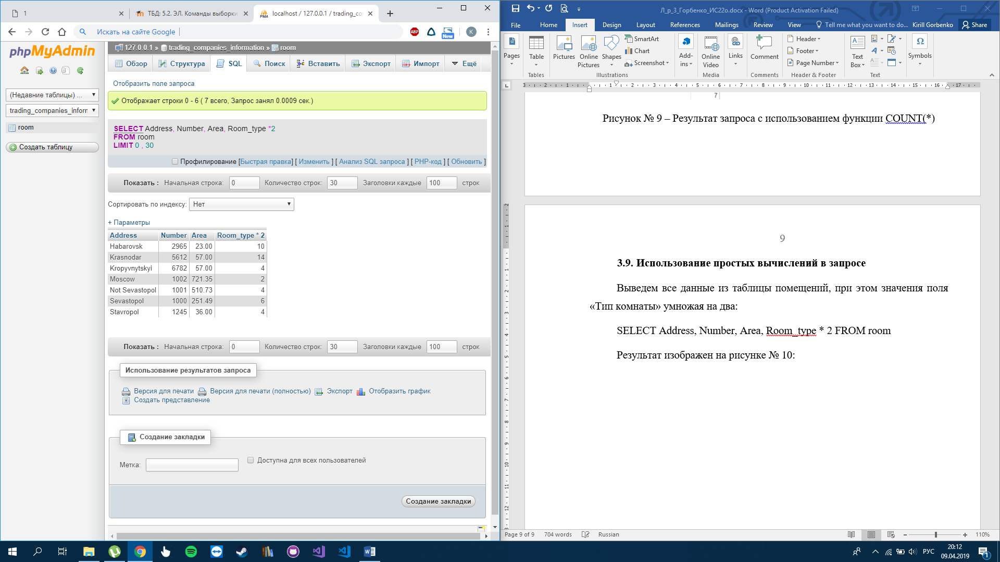 1
ТБД: 5.2. ЭЛ. Команды выборки
localhost / 127.0.0.1 / trading_co
Искать на сайте Google
ABP
New
K
phpMyAdmin
(Недавние таблицы) ...
trading_companies_inforr
room
Создать таблицу
127.0.0.1 » trading_companies_information » room
Обзор
Структура
SQL
Поиск
Вставить
Экспорт
Импорт
Ещё
Отобразить поле запроса
Отображает строки 0 - 6 ( 7 всего, Запрос занял 0.0009 сек.)
SELECT Address, Number, Area, Room_type *2
FROM room
LIMIT 0 , 30
Профилирование [Быстрая правка] [ Изменить ] [ Анализ SQL запроса ] [ PHP-код ] [ Обновить ]
Показать : Начальная строка: 0 Количество строк: 30 Заголовки каждые 100 строк
Сортировать по индексу: Нет
+ Параметры
Address Number Area Room_type * 2
Habarovsk 2965 23.00 10
Krasnodar 5612 57.00 14
Kropyvnytskyi 6782 57.00 4
Moscow 1002 721.35 2
Not Sevastopol 1001 510.73 4
Sevastopol 1000 251.49 6
Stavropol 1245 36.00 4
Показать : Начальная строка: 0 Количество строк: 30 Заголовки каждые 100 строк
Использование результатов запроса
Версия для печати Версия для печати (полностью) Экспорт Отобразить график
Создать представление
Создание закладки
Метка:
Доступна для всех пользователей
Создание закладки
Л_р_3_Горбенко_ИС22о.docx - Word (Product Activation Failed)
File Home Insert Design Layout References Mailings Review View Tell me what you want to do... Kirill Gorbenko Share
Pages
Table
Tables
Pictures
Online Pictures
Shapes
SmartArt
Chart
Screenshot
Illustrations
Add-ins
Online Video
Media
Links
Comment
Comments
Header
Footer
Page Number
Header & Footer
Text Box
Text
Symbols
7
Рисунок № 9 – Результат запроса с использованием функции COUNT(*)
9
3.9. Использование простых вычислений в запросе
Выведем все данные из таблицы помещений, при этом значения поля
«Тип комнаты» умножая на два:
SELECT Address, Number, Area, Room_type * 2 FROM room
Результат изображен на рисунке № 10:
Page 9 of 9 704 words Russian
110%
РУС
20:12
09.04.2019
1